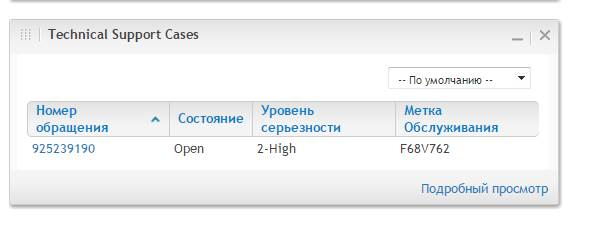 Technical Support Cases
-- По умолчанию --
Номер обращения Состояние Уровень серьезности Метка Обслуживания
925239190 Open 2-High F68V762
Подробный просмотр